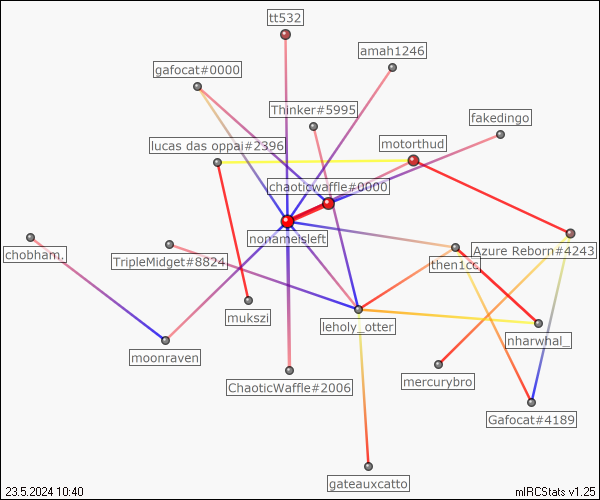 tt532
amah1246
gafocat#0000
Thinker#5995
fakedingo
lucas das oppai#2396
motorthud
chaoticwaffle#0000
nonameisleft
Azure Reborn#4243
chobham.
TripleMidget#8824
then1cc
mukszi
leholy_otter
nharwhal_
moonraven
ChaoticWaffle#2006
mercurybro
Gafocat#4189
gateauxcatto
23.5.2024 10:40
mIRCStats v1.25